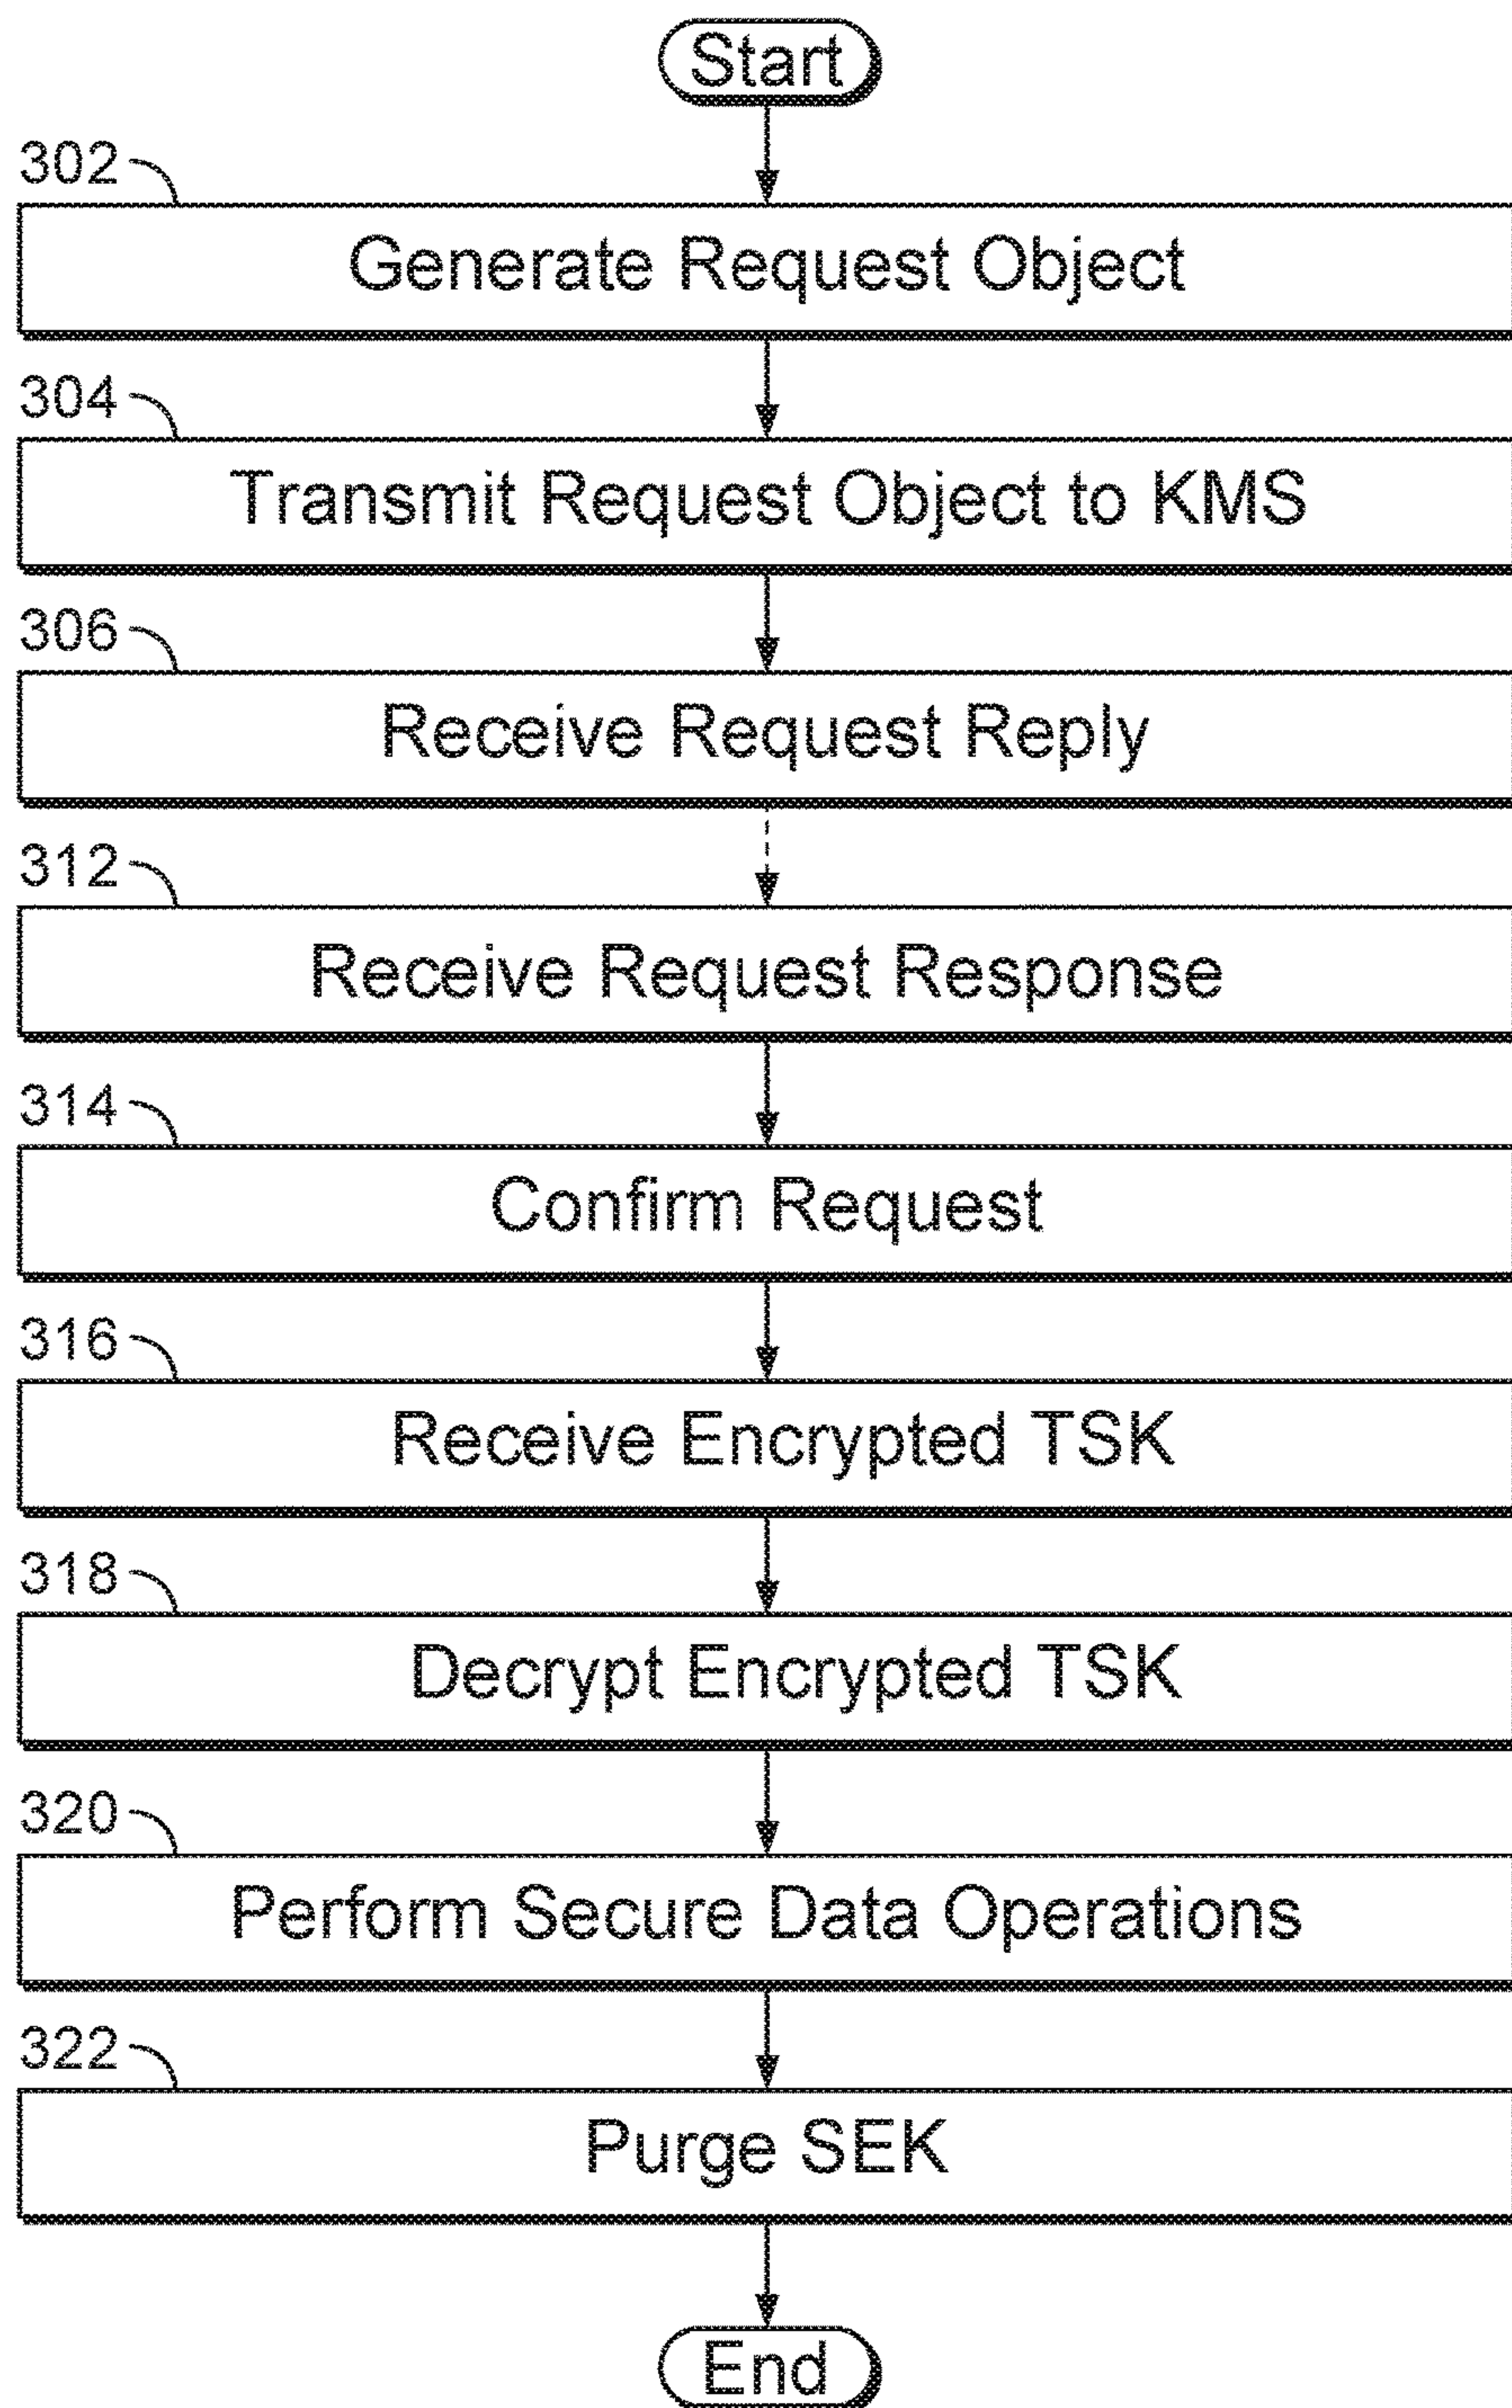 Start
302
Generate Request Object
304
Transmit Request Object to KMS
306
Receive Request Reply
312
Receive Request Response
314
Confirm Request
316
Receive Encrypted TSK
318
Decrypt Encrypted TSK
320
Perform Secure Data Operations
322
Purge SEK
End